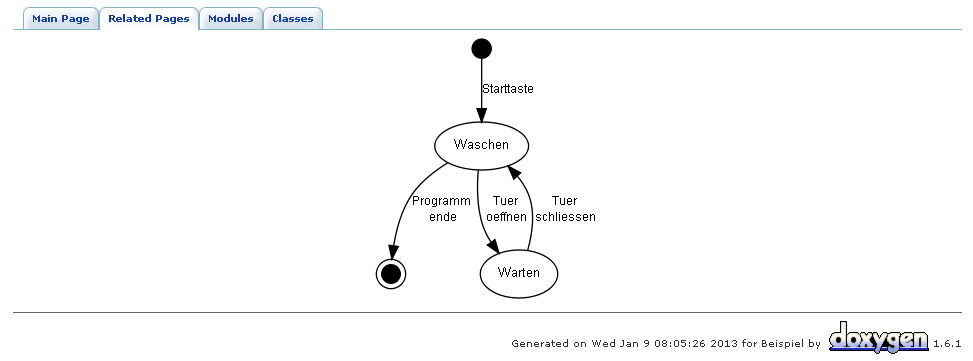 Main Page Related Pages Modules Classes
Starttaste
Waschen
Programm
ende
Tuer
oeffnen
Tuer
schliessen
Warten
Generated on Wed Jan 9 08:05:26 2013 for Beispiel by doxygen 1.6.1